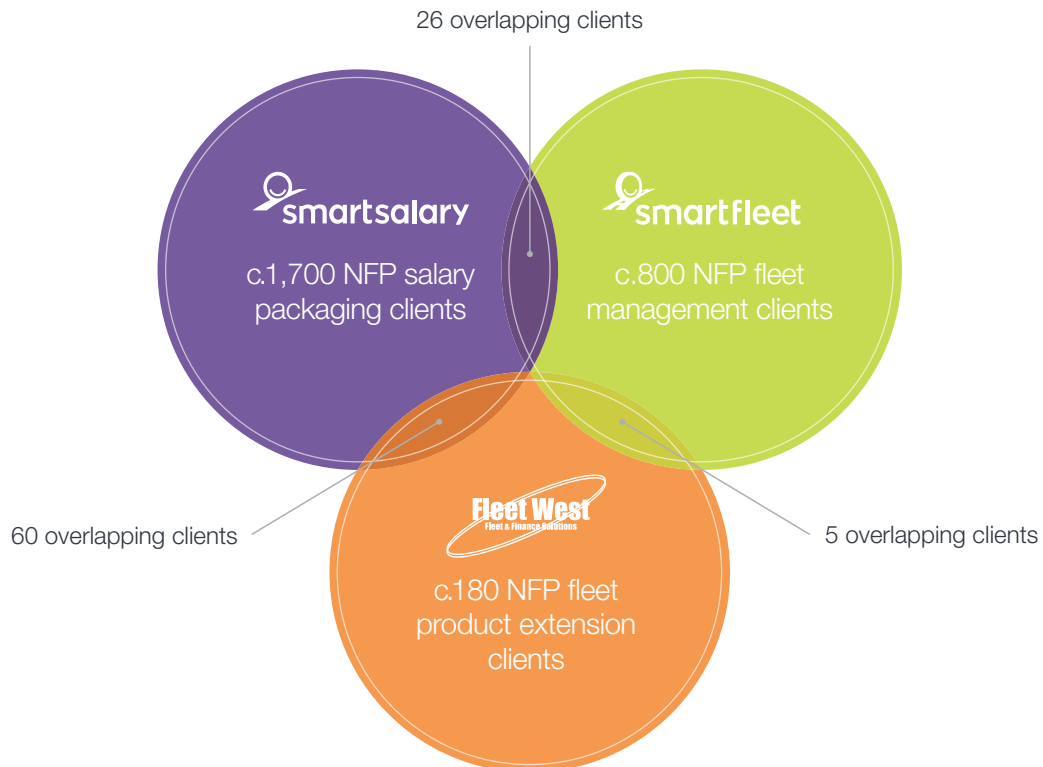 26 overlapping clients
smartsalary
c.1,700 NFP salary
packaging clients
smartfleet
c.800 NFP fleet
management clients
60 overlapping clients
5 overlapping clients
Fleet West
Fleet & Finance Solutions
c.180 NFP fleet
product extension
clients